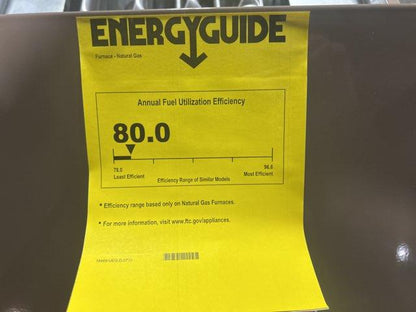 ENERGYGUIDE
Furnace - Natural Gas
Annual Fuel Utilization Efficiency
80.0
78.0 96.6
Least Efficient Most Efficient
Efficiency Range of Similar Models
* Efficiency range based only on Natural Gas Furnaces.
* For more information, visit www.ftc.gov/appliances.